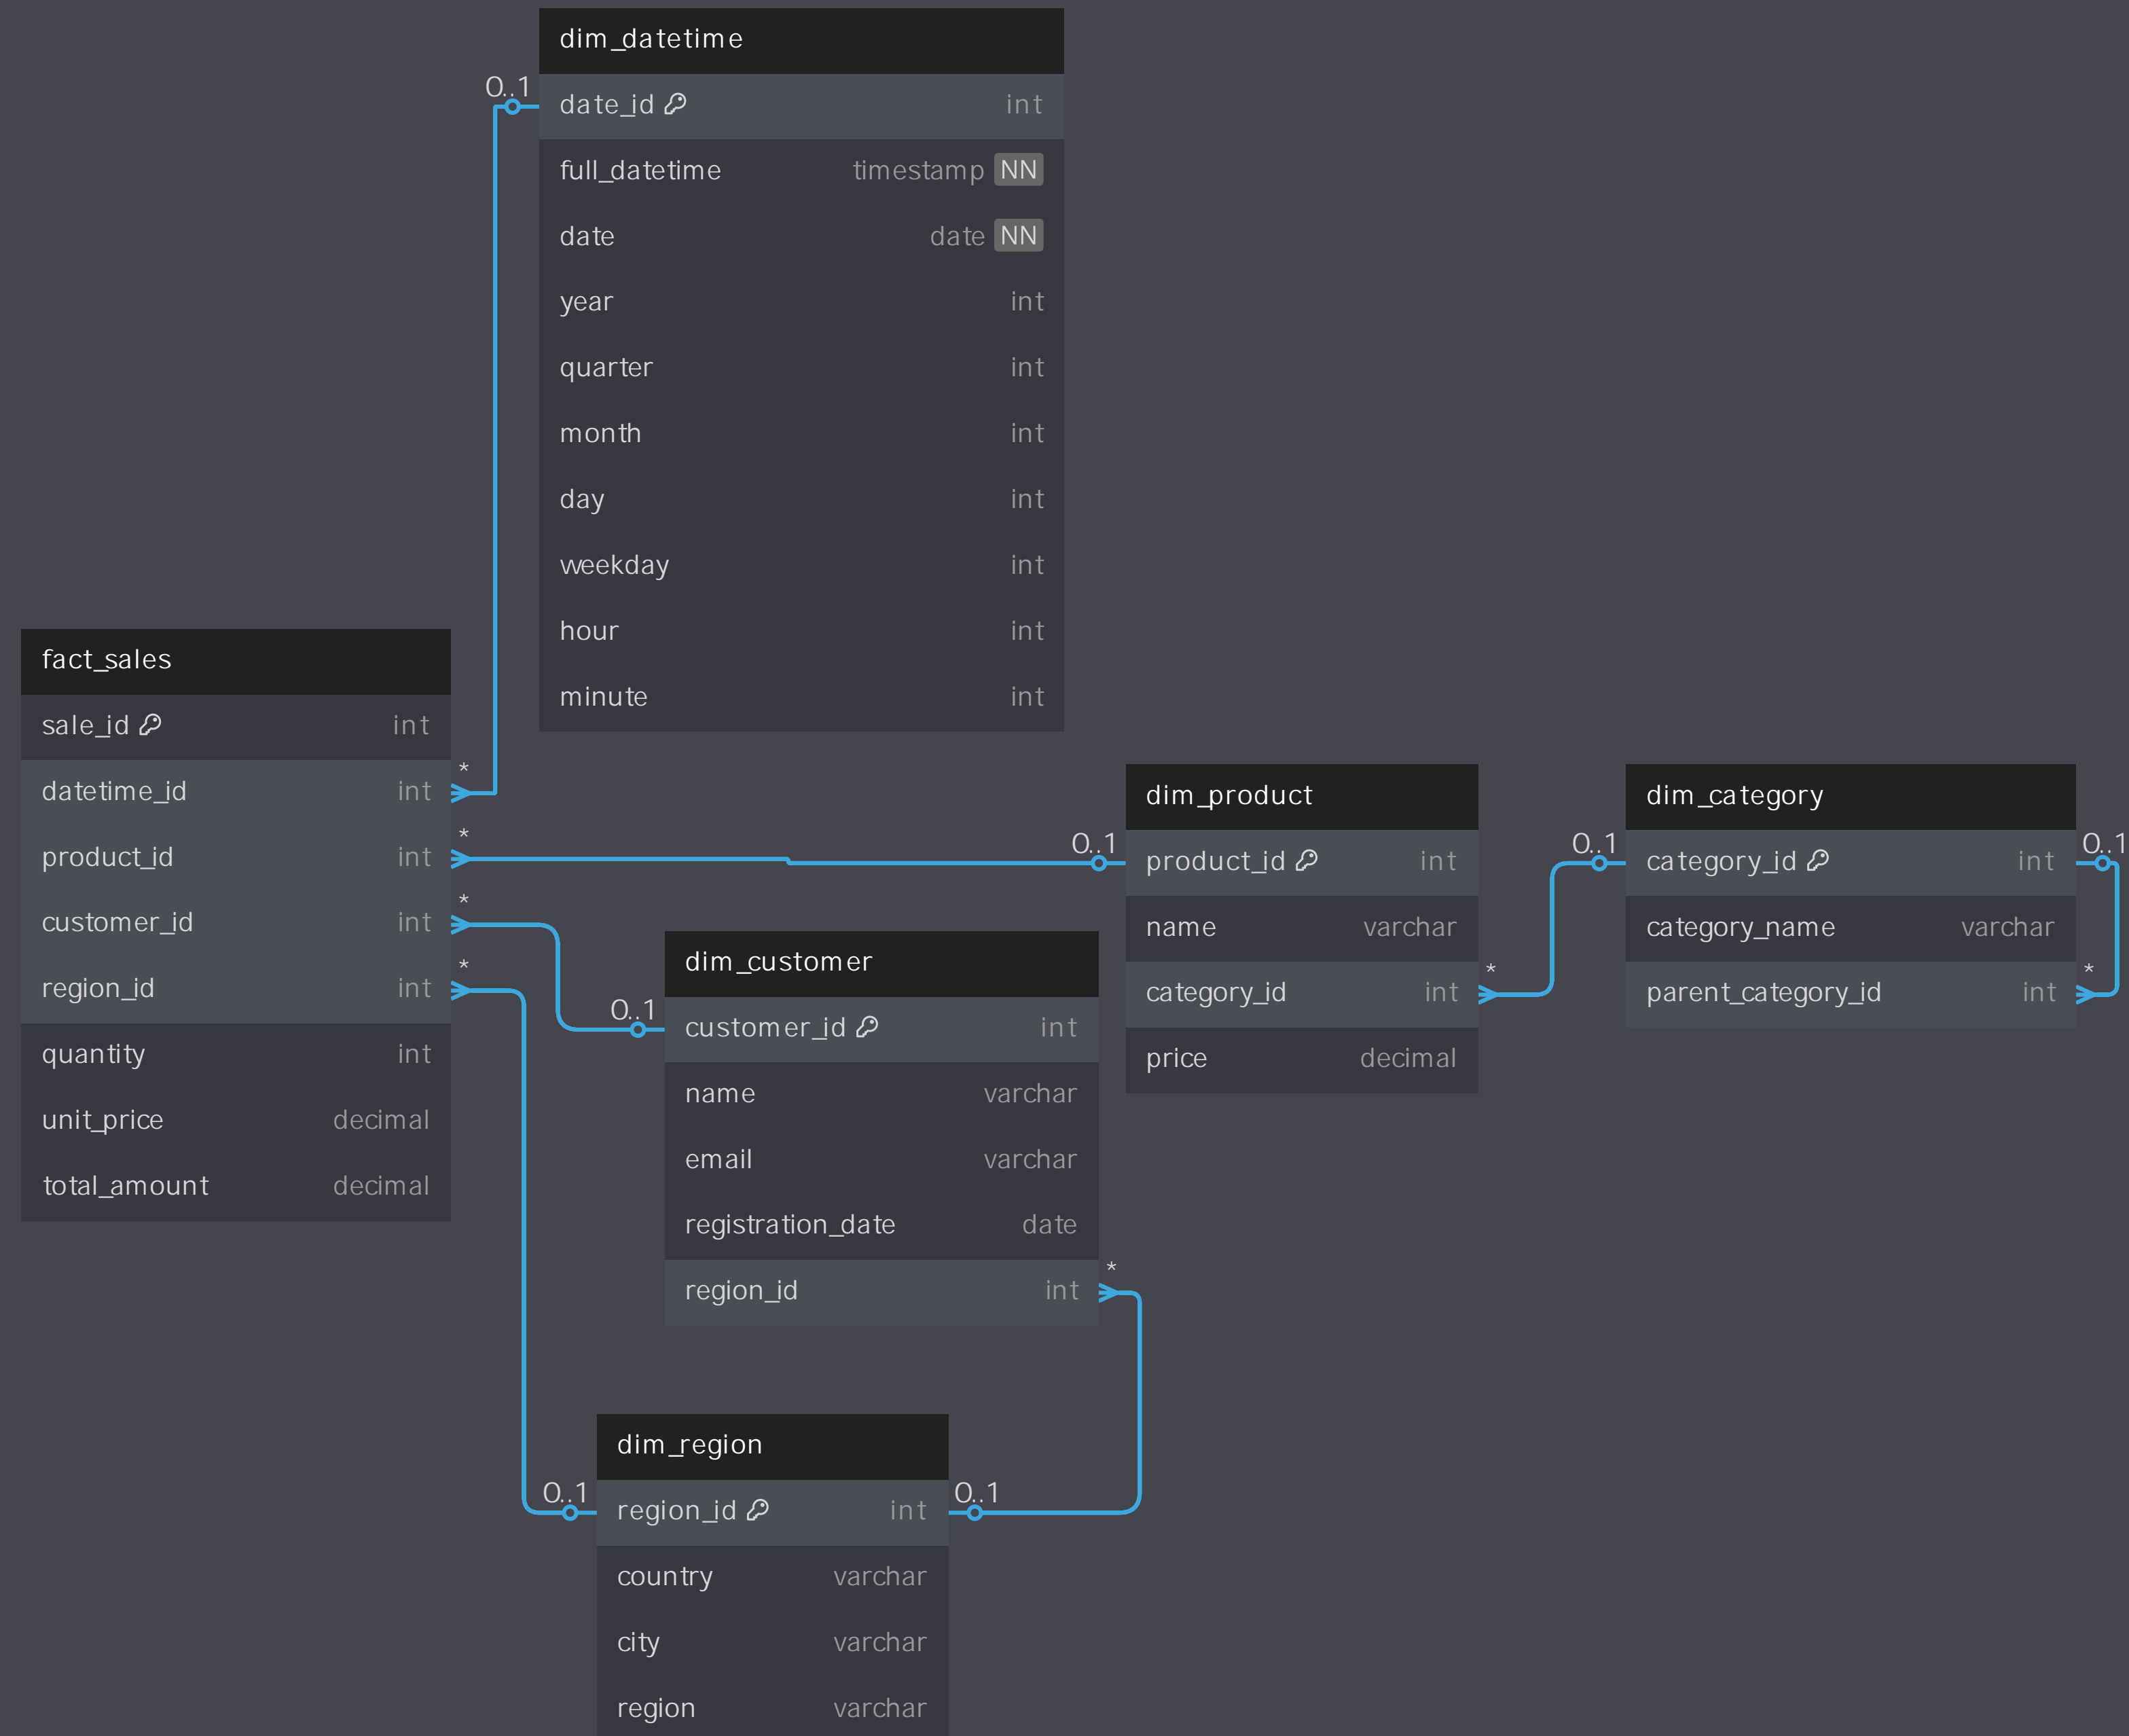 dim_datetime
0..1
date_id int
full_datetime timestamp NN
date date NN
year int
quarter int
month int
day int
weekday int
hour int
minute int
fact_sales
sale_id int
*
datetime_id int
*
product_id int
*
customer_id int
*
region_id int
quantity int
unit_price decimal
total_amount decimal
dim_product
0..1
product_id int
name varchar
category_id int
*
price decimal
dim_category
0..1
category_id int
0..1
category_name varchar
*
parent_category_id int
dim_customer
0..1
customer_id int
name varchar
email varchar
registration_date date
*
region_id int
dim_region
0..1
region_id int
0..1
country varchar
city varchar
region varchar